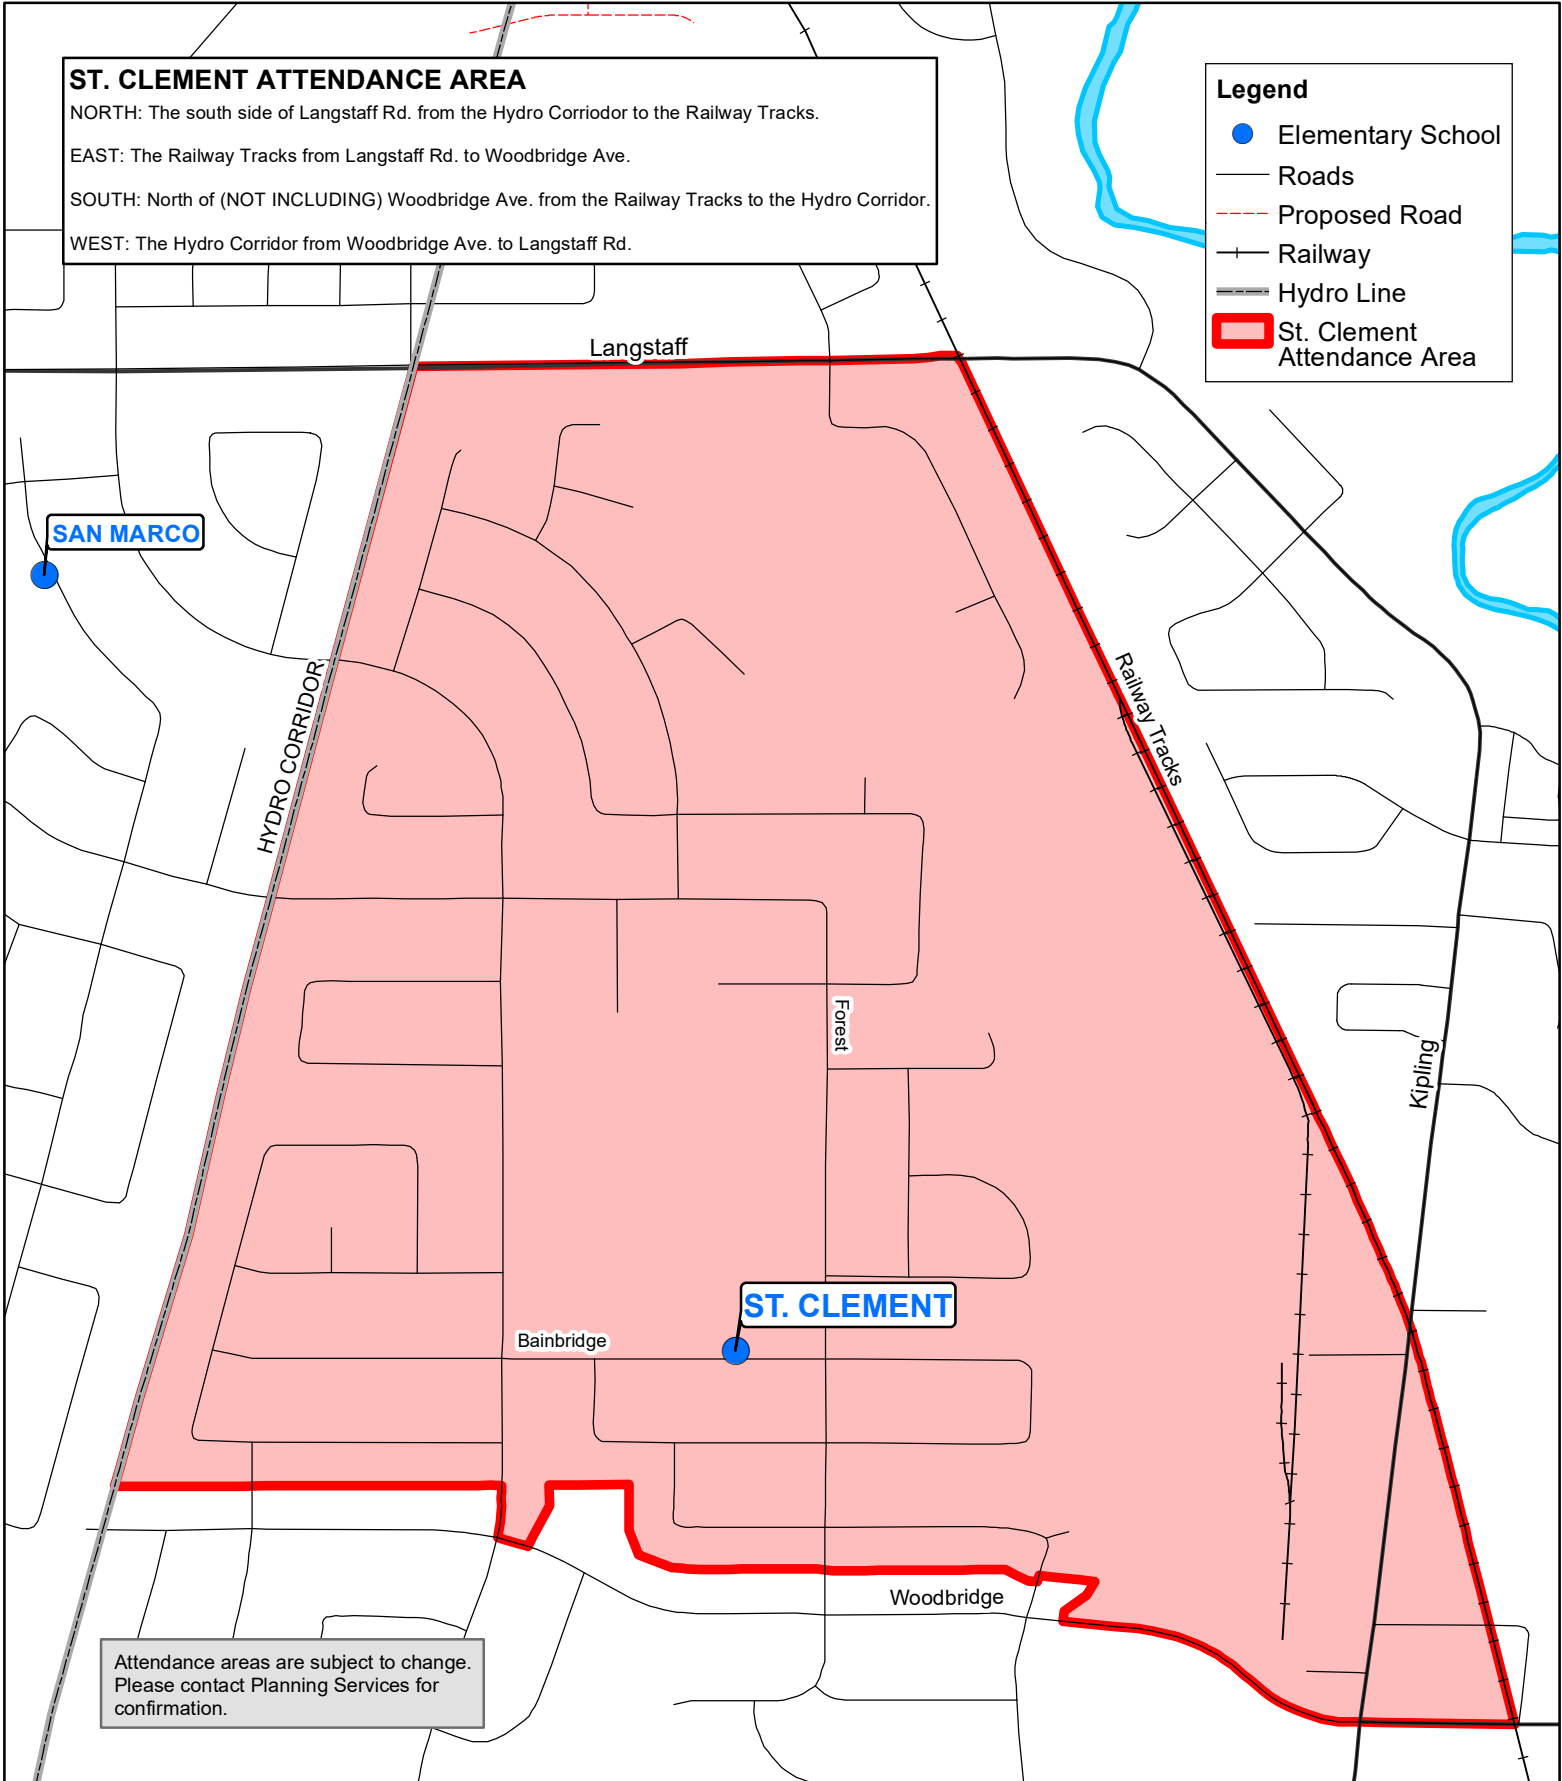 ST. CLEMENT ATTENDANCE AREA
NORTH: The south side of Langstaff Rd. from the Hydro Corriodor to the Railway Tracks.
EAST: The Railway Tracks from Langstaff Rd. to Woodbridge Ave.
SOUTH: North of (NOT INCLUDING) Woodbridge Ave. from the Railway Tracks to the Hydro Corridor.
WEST: The Hydro Corridor from Woodbridge Ave. to Langstaff Rd.
Legend
Elementary School
Roads
Proposed Road
Railway
Hydro Line
St. Clement
Attendance Area
Langstaff
SAN MARCO
HYDRO CORRIDOR
Railway Tracks
Forest
Kipling
ST. CLEMENT
Bainbridge
Woodbridge
Attendance areas are subject to change.
Please contact Planning Services for
confirmation.